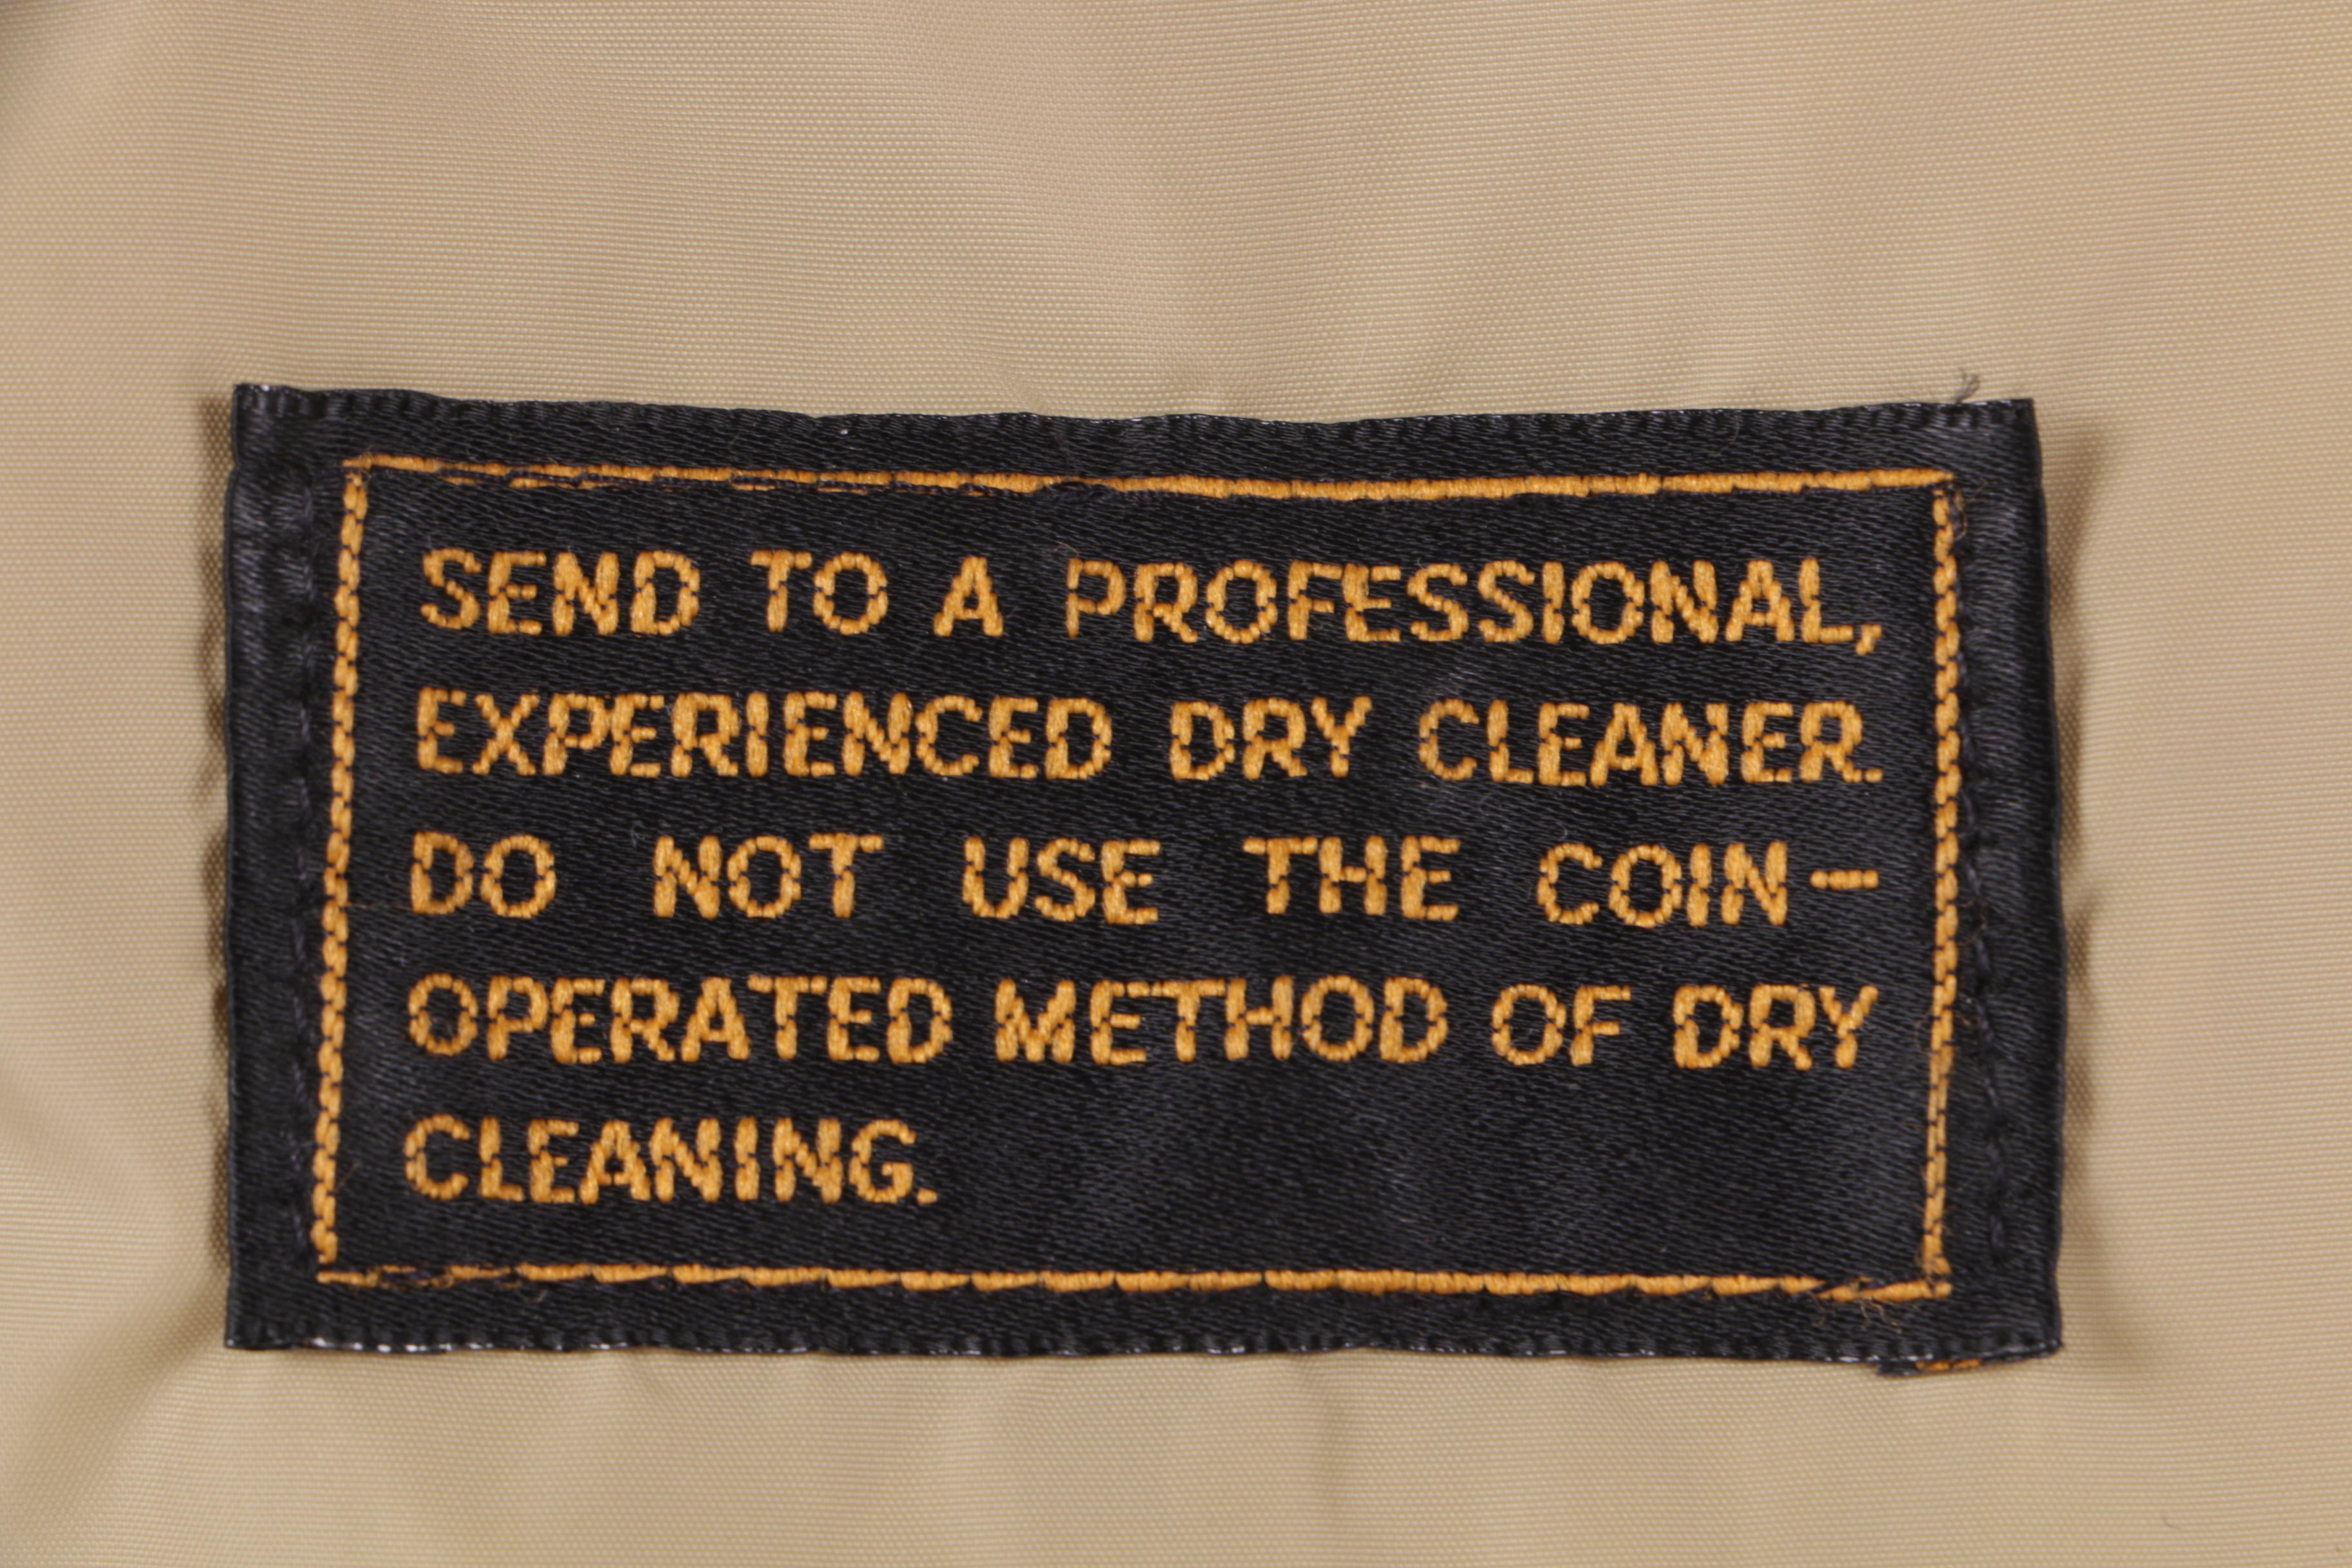 SEND TO A PROFESSIONAL,
EXPERIENCED DRY CLEANER.
DO NOT USE THE COIN-
OPERATED METHOD OF DRY
CLEANING.